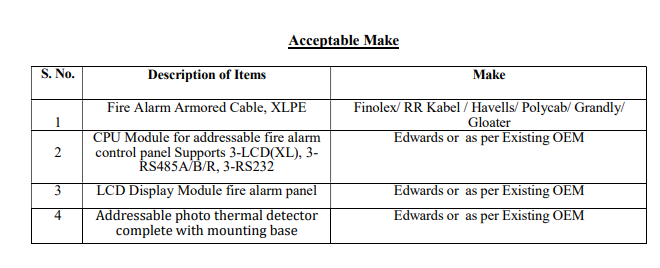 Acceptable Make
S. No. Description of Items Make
1 Fire Alarm Armored Cable, XLPE Finolex/ RR Kabel / Havells/ Polycab/ Grandly/
Gloater
2 CPU Module for addressable fire alarm
control panel Supports 3-LCD(XL), 3-
RS485A/B/R, 3-RS232 Edwards or as per Existing OEM
3 LCD Display Module fire alarm panel Edwards or as per Existing OEM
4 Addressable photo thermal detector
complete with mounting base Edwards or as per Existing OEM